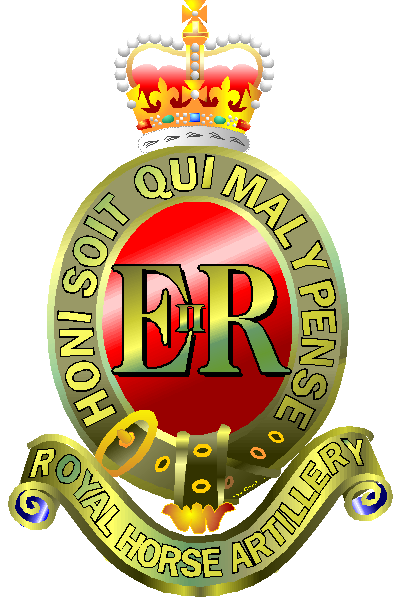 HONI SOIT QUI MAL Y PENSE
EIIR
ROYAL HORSE ARTILLERY